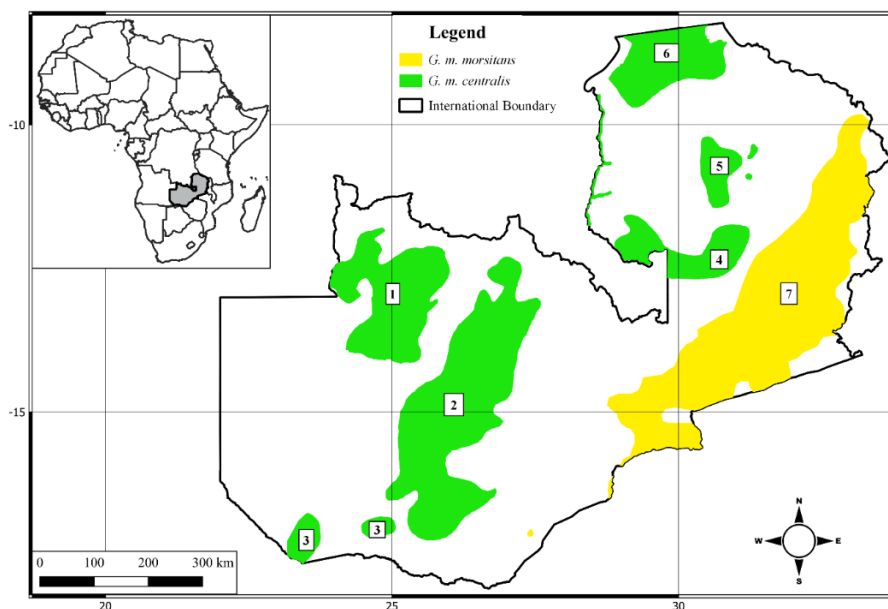 Legend
G. m. morsitans
G. m. centralis
International Boundary
6
-10
5
4
1
7
2
-15
3
3
N
W E
S
0 100 200 300 km
20 25 30